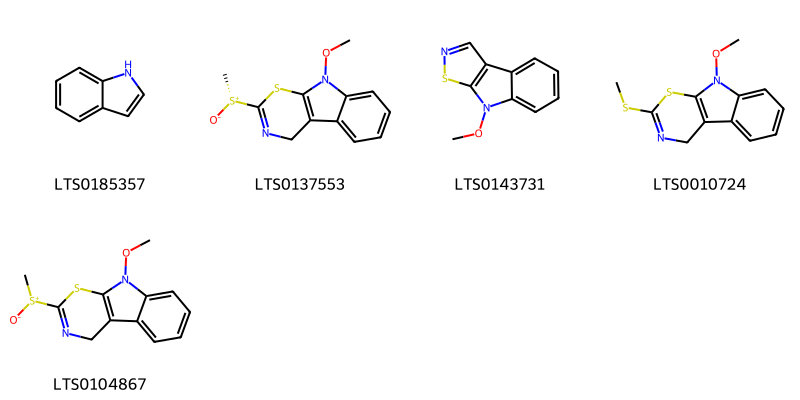 H
N
LTS0185357
O
N
S
S+
O-
N
LTS0137553
N
S
N
O
LTS0143731
O
N
S
S
N
LTS0010724
O
N
S
S+
O-
N
LTS0104867